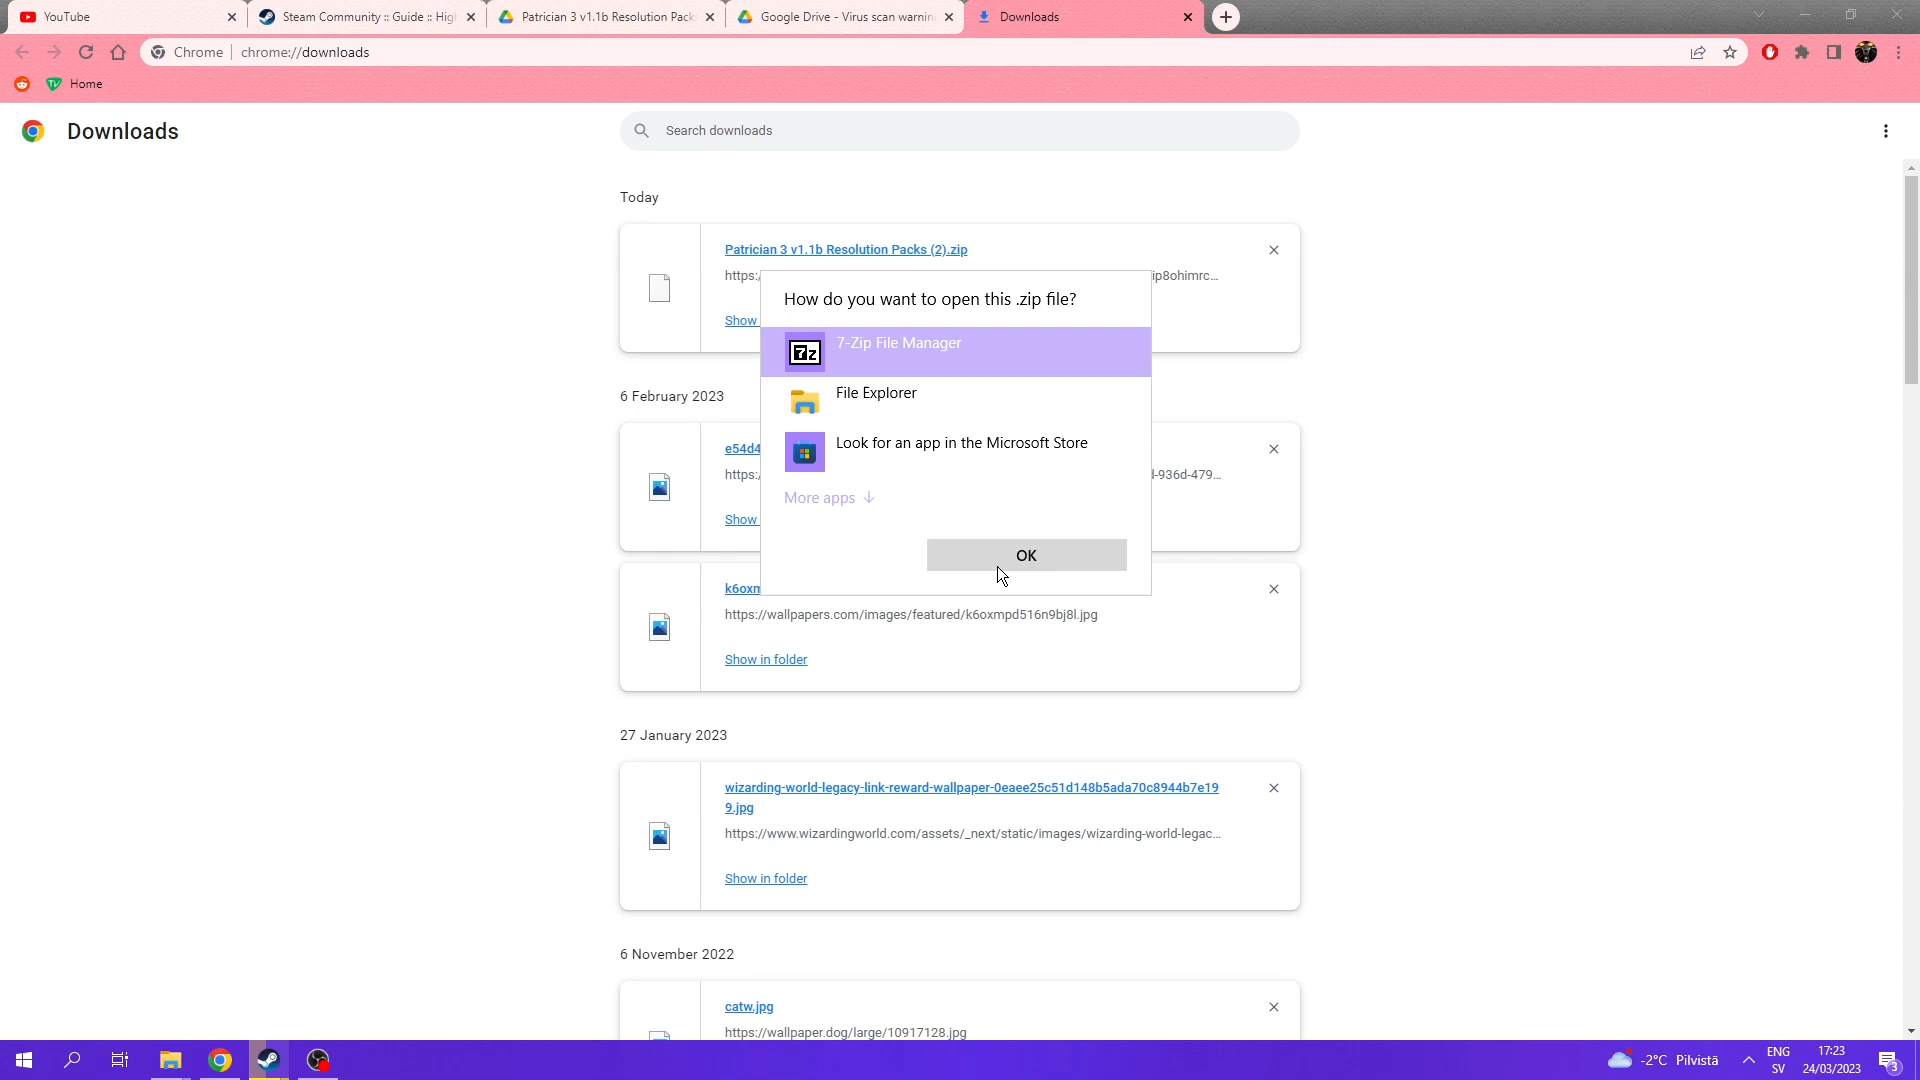 YouTube
Steam Community :: Guide :: Hig
Patrician 3 v1.1b Resolution Pack
Google Drive - Virus scan warnin
Downloads
Chrome
chrome://downloads
TV
Home
Downloads
Search downloads
Today
Patrician 3 v1.1b Resolution Packs (2).zip
https:/
ip8ohimrc...
Show
How do you want to open this .zip file?
7z
7-Zip File Manager
File Explorer
Look for an app in the Microsoft Store
More apps
OK
6 February 2023
e54d4
https:/
d-936d-479...
Show
k6oxm
https://wallpapers.com/images/featured/k6oxmpd516n9bj8l.jpg
Show in folder
27 January 2023
wizarding-world-legacy-link-reward-wallpaper-0eaee25c51d148b5ada70c8944b7e19
9.jpg
https://www.wizardingworld.com/assets/_next/static/images/wizarding-world-legac...
Show in folder
6 November 2022
catw.jpg
https://wallpaper.dog/large/10917128.jpg
-2°C Pilvistä
ENG
SV
17:23
24/03/2023
3